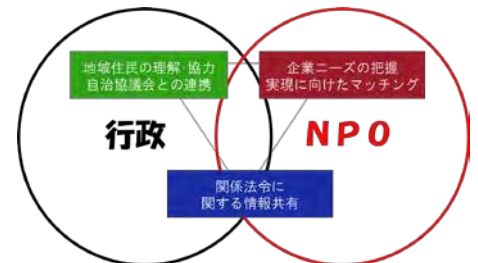 地域住民の理解・協力
自治協議会との連携
企業ニーズの把握
実現に向けたマッチング
行政
NPO
関係法令に
関する情報共有